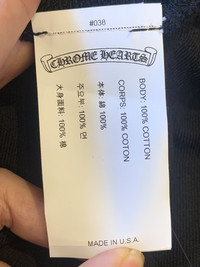 #038
CHROME HEARTS
BODY: 100% COTTON
CORPS: 100% COTON
本体: 綿 100%
주요부: 100% 면
大身面料: 100% 棉
MADE IN U.S.A.